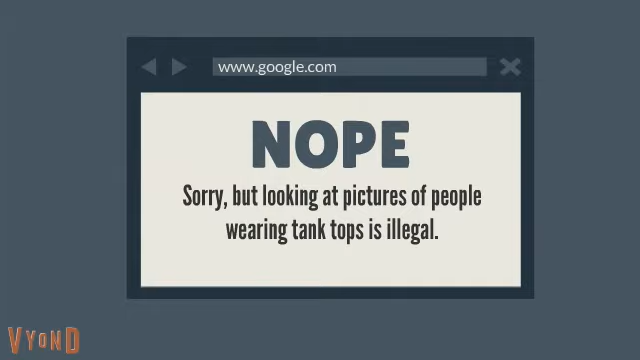 www.google.com
NOPE
Sorry, but looking at pictures of people
wearing tank tops is illegal.
VYOND